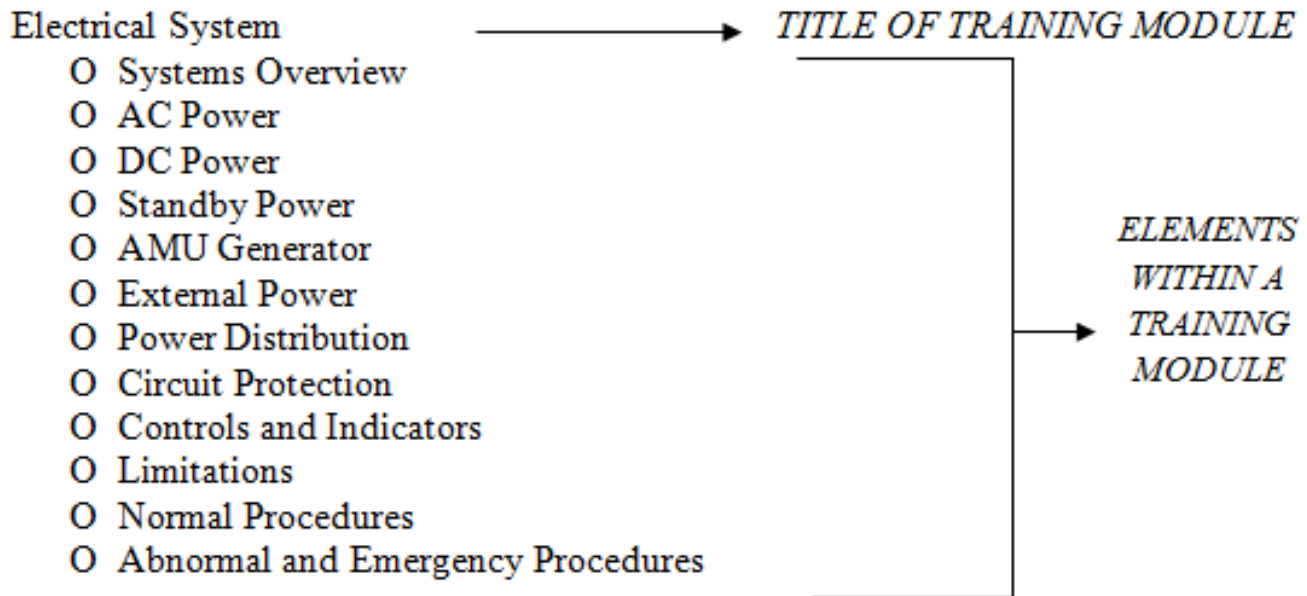 Electrical System TITLE OF TRAINING MODULE
O Systems Overview
O AC Power
O DC Power
O Standby Power
O AMU Generator
O External Power
O Power Distribution
O Circuit Protection
O Controls and Indicators
O Limitations
O Normal Procedures
O Abnormal and Emergency Procedures
ELEMENTS
WITHIN A
TRAINING
MODULE